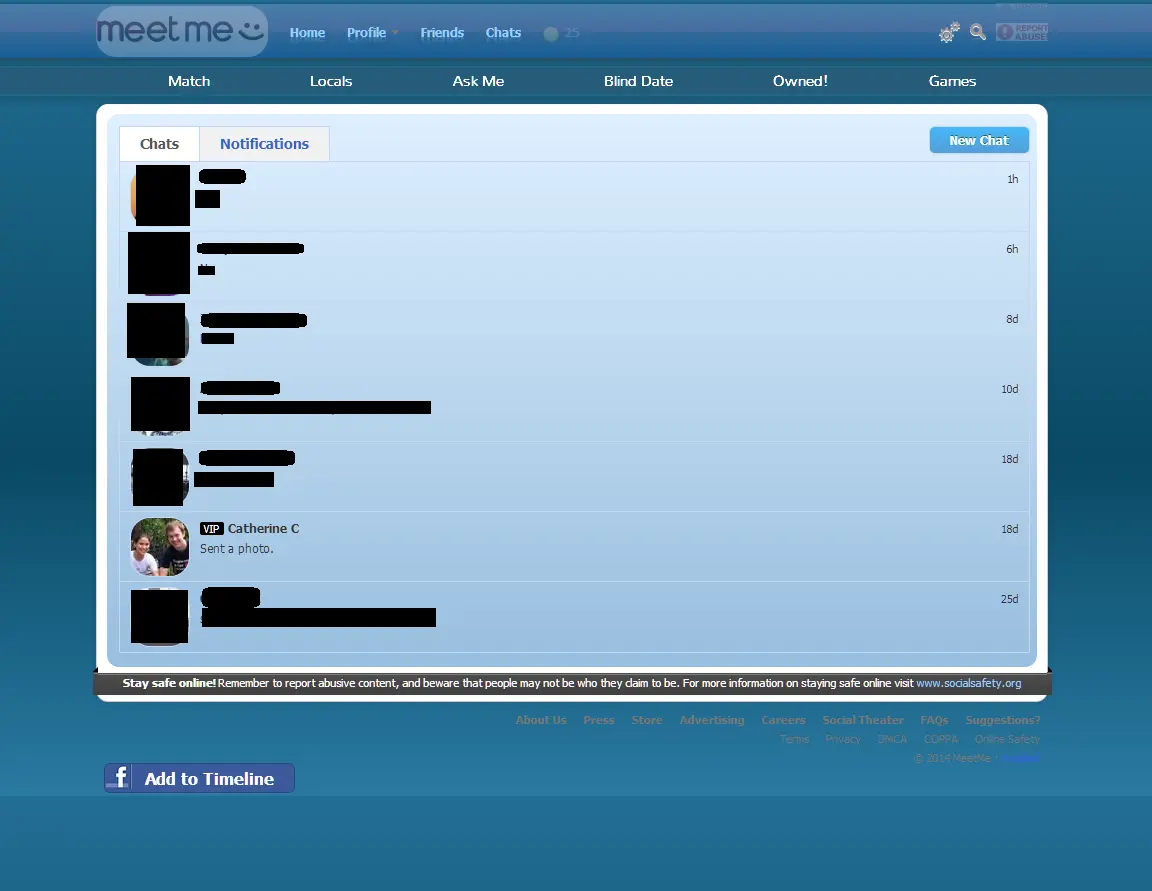 meet me
Home Profile Friends Chats 25
REPORT ABUSE!
Match Locals Ask Me Blind Date Owned! Games
Chats Notifications New Chat
1h
6h
8d
10d
18d
VIP Catherine C 18d
Sent a photo.
25d
Stay safe online! Remember to report abusive content, and beware that people may not be who they claim to be. For more information on staying safe online visit www.socialsafety.org
About Us Press Store Advertising Careers Social Theater FAQs Suggestions?
Terms Privacy DMCA COPPA Online Safety
© 2014 MeetMe
f Add to Timeline